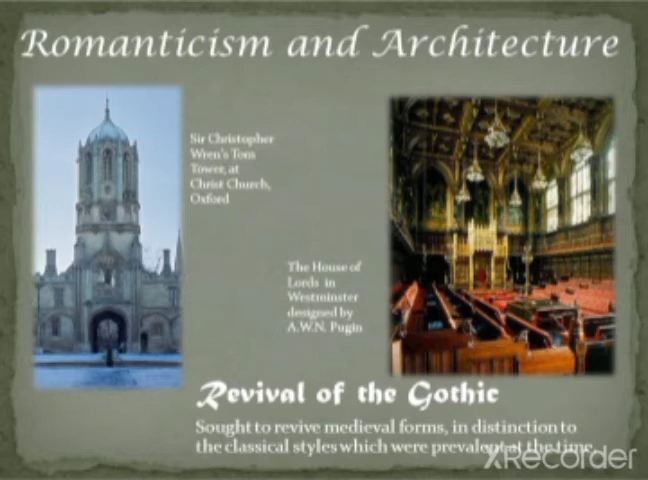 Romanticism and Architecture
Sir Christopher
Wren's Tom
Tower, at
Christ Church,
Oxford
The House of
Lords in
Westminster
designed by
A.W.N. Pugin
Revival of the Gothic
Sought to revive medieval forms, in distinction to
the classical styles which were prevalent at the time.
XRecorder